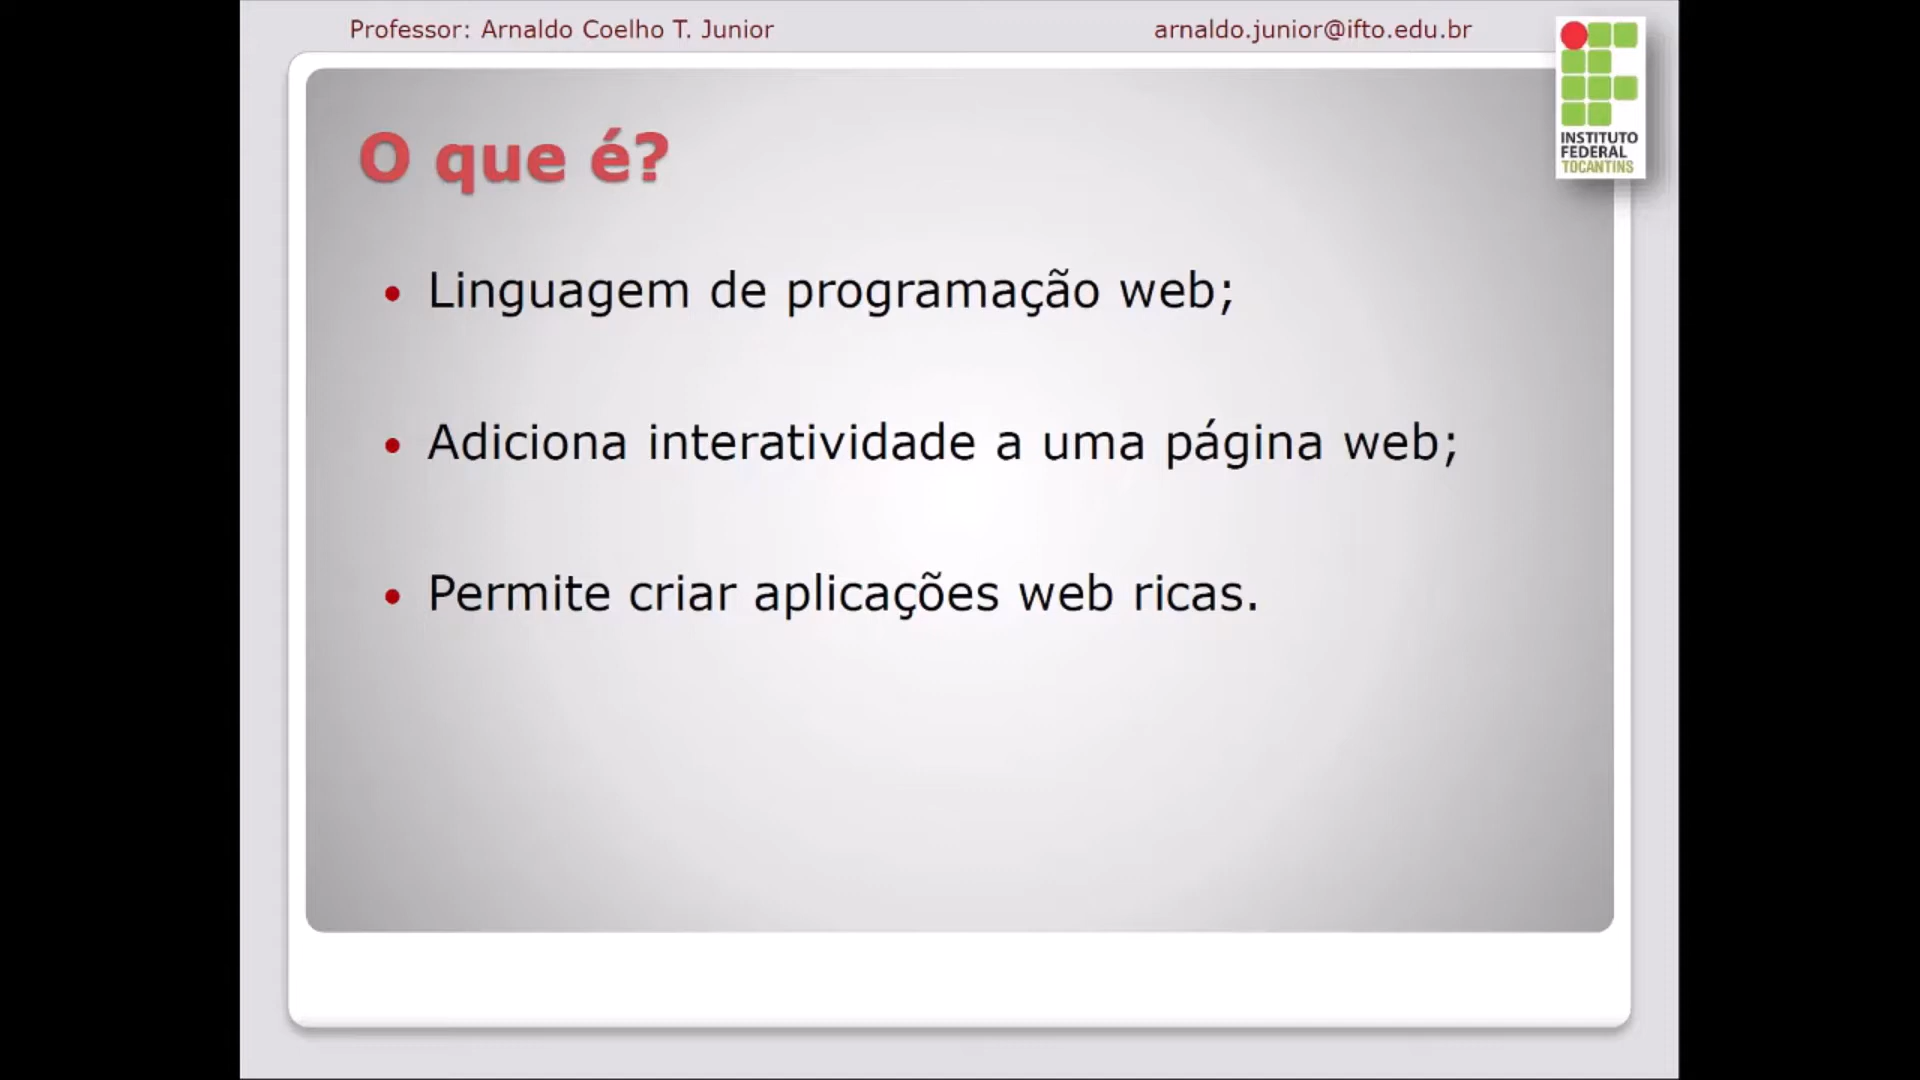 Professor: Arnaldo Coelho T. Junior
arnaldo.junior@ifto.edu.br
INSTITUTO
FEDERAL
TOCANTINS
O que é?
• Linguagem de programação web;
• Adiciona interatividade a uma página web;
• Permite criar aplicações web ricas.